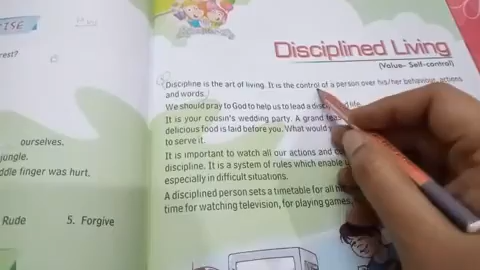 CISE
rest?
ourselves.
jungle.
ddle finger was hurt.
Rude
5. Forgive
Disciplined Living
(Value- Self-control)
Discipline is the art of living. It is the control of a person over his/her behaviour, actions
and words.
We should pray to God to help us to lead a disciplined life.
It is your cousin's wedding party. A grand feas
delicious food is laid before you. What would y
to serve it.
It is important to watch all our actions and
discipline. It is a system of rules which enable u
especially in difficult situations.
A disciplined person sets a timetable for all hi
time for watching television, for playing games,